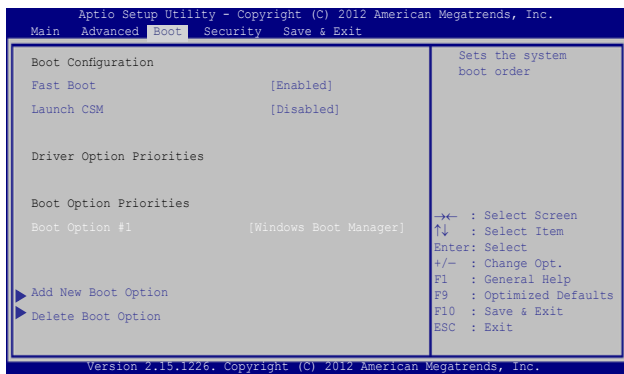 Aptio Setup Utility - Copyright (C) 2012 American Megatrends, Inc.
Main Advanced Boot Security Save & Exit
Boot Configuration
Fast Boot [Enabled]
Launch CSM [Disabled]
Driver Option Priorities
Boot Option Priorities
Boot Option #1 [Windows Boot Manager]
Add New Boot Option
Delete Boot Option
Sets the system
boot order
→← : Select Screen
↑↓ : Select Item
Enter: Select
+/— : Change Opt.
F1 : General Help
F9 : Optimized Defaults
F10 : Save & Exit
ESC : Exit
Version 2.15.1226. Copyright (C) 2012 American Megatrends, Inc.